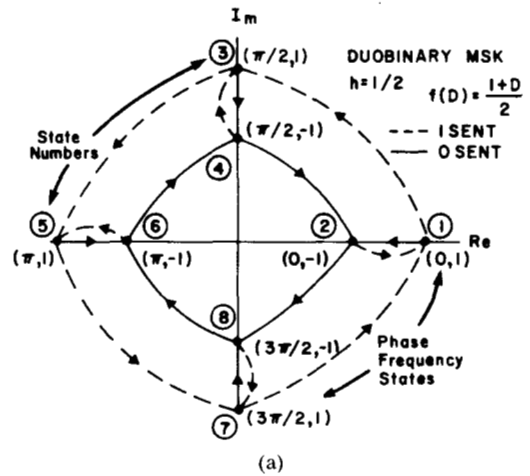 Im
③ (π/2,1)
DUOBINARY MSK
h=1/2 f(D)= 1+D
2
--- 1 SENT
— 0 SENT
State
Numbers
(π/2,-1)
④
⑤ ⑥ ② ①
Re
(π,1) (π,-1) (0,-1) (0,1)
⑧
(3π/2,-1)
Phase
Frequency
States
⑦ (3π/2,1)
(a)